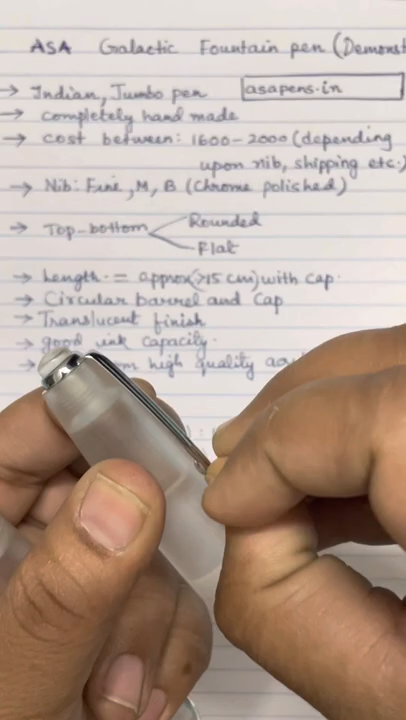 ASA Galactic Fountain pen (Demonst
→ Indian, Jumbo pen asapens.in
→ completely hand made
→ cost between: 1600-2000 (depending
upon nib, shipping etc.)
→ Nib: Fine, M, B (Chrome polished)
→ Top-bottom Rounded
Flat
→ Length = approx (>15 cm) with cap.
→ Circular barrel and Cap
→ Translucent finish
→ good ink capacity.
→ high quality